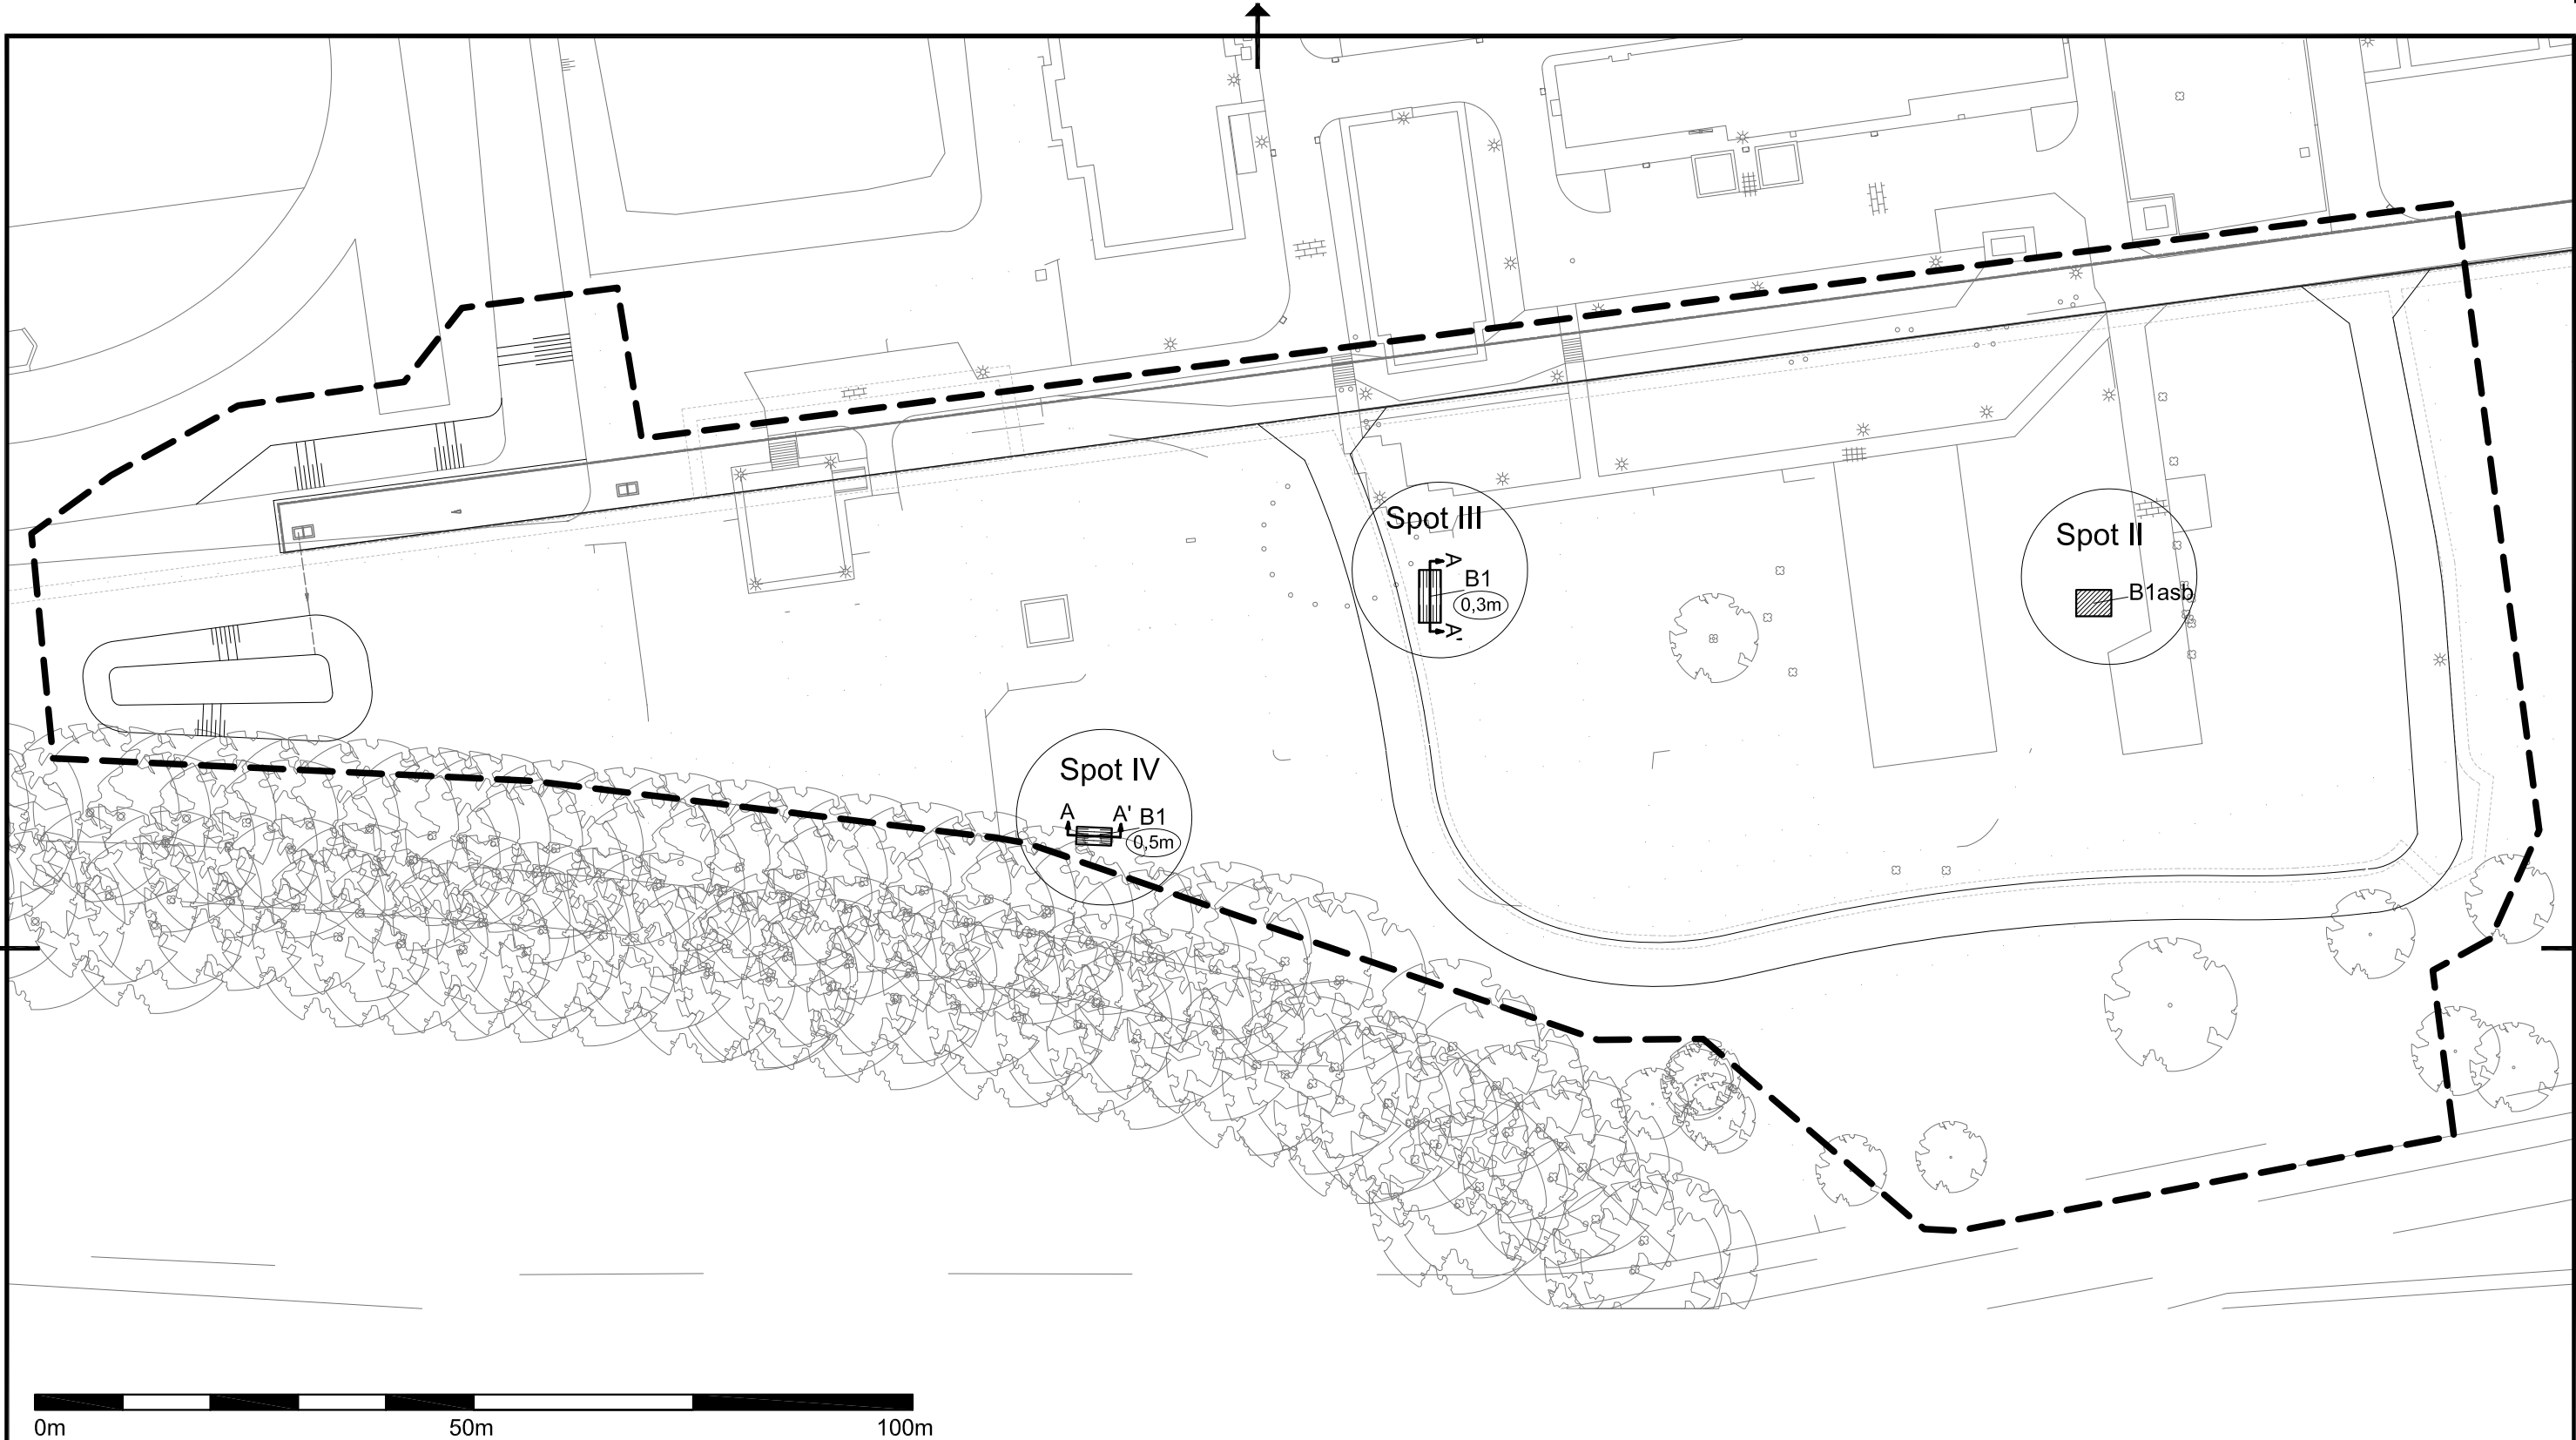 Spot III
A
B1
0,3m
A'
Spot II
B1asb
Spot IV
A A' B1
0,5m
0m 50m 100m